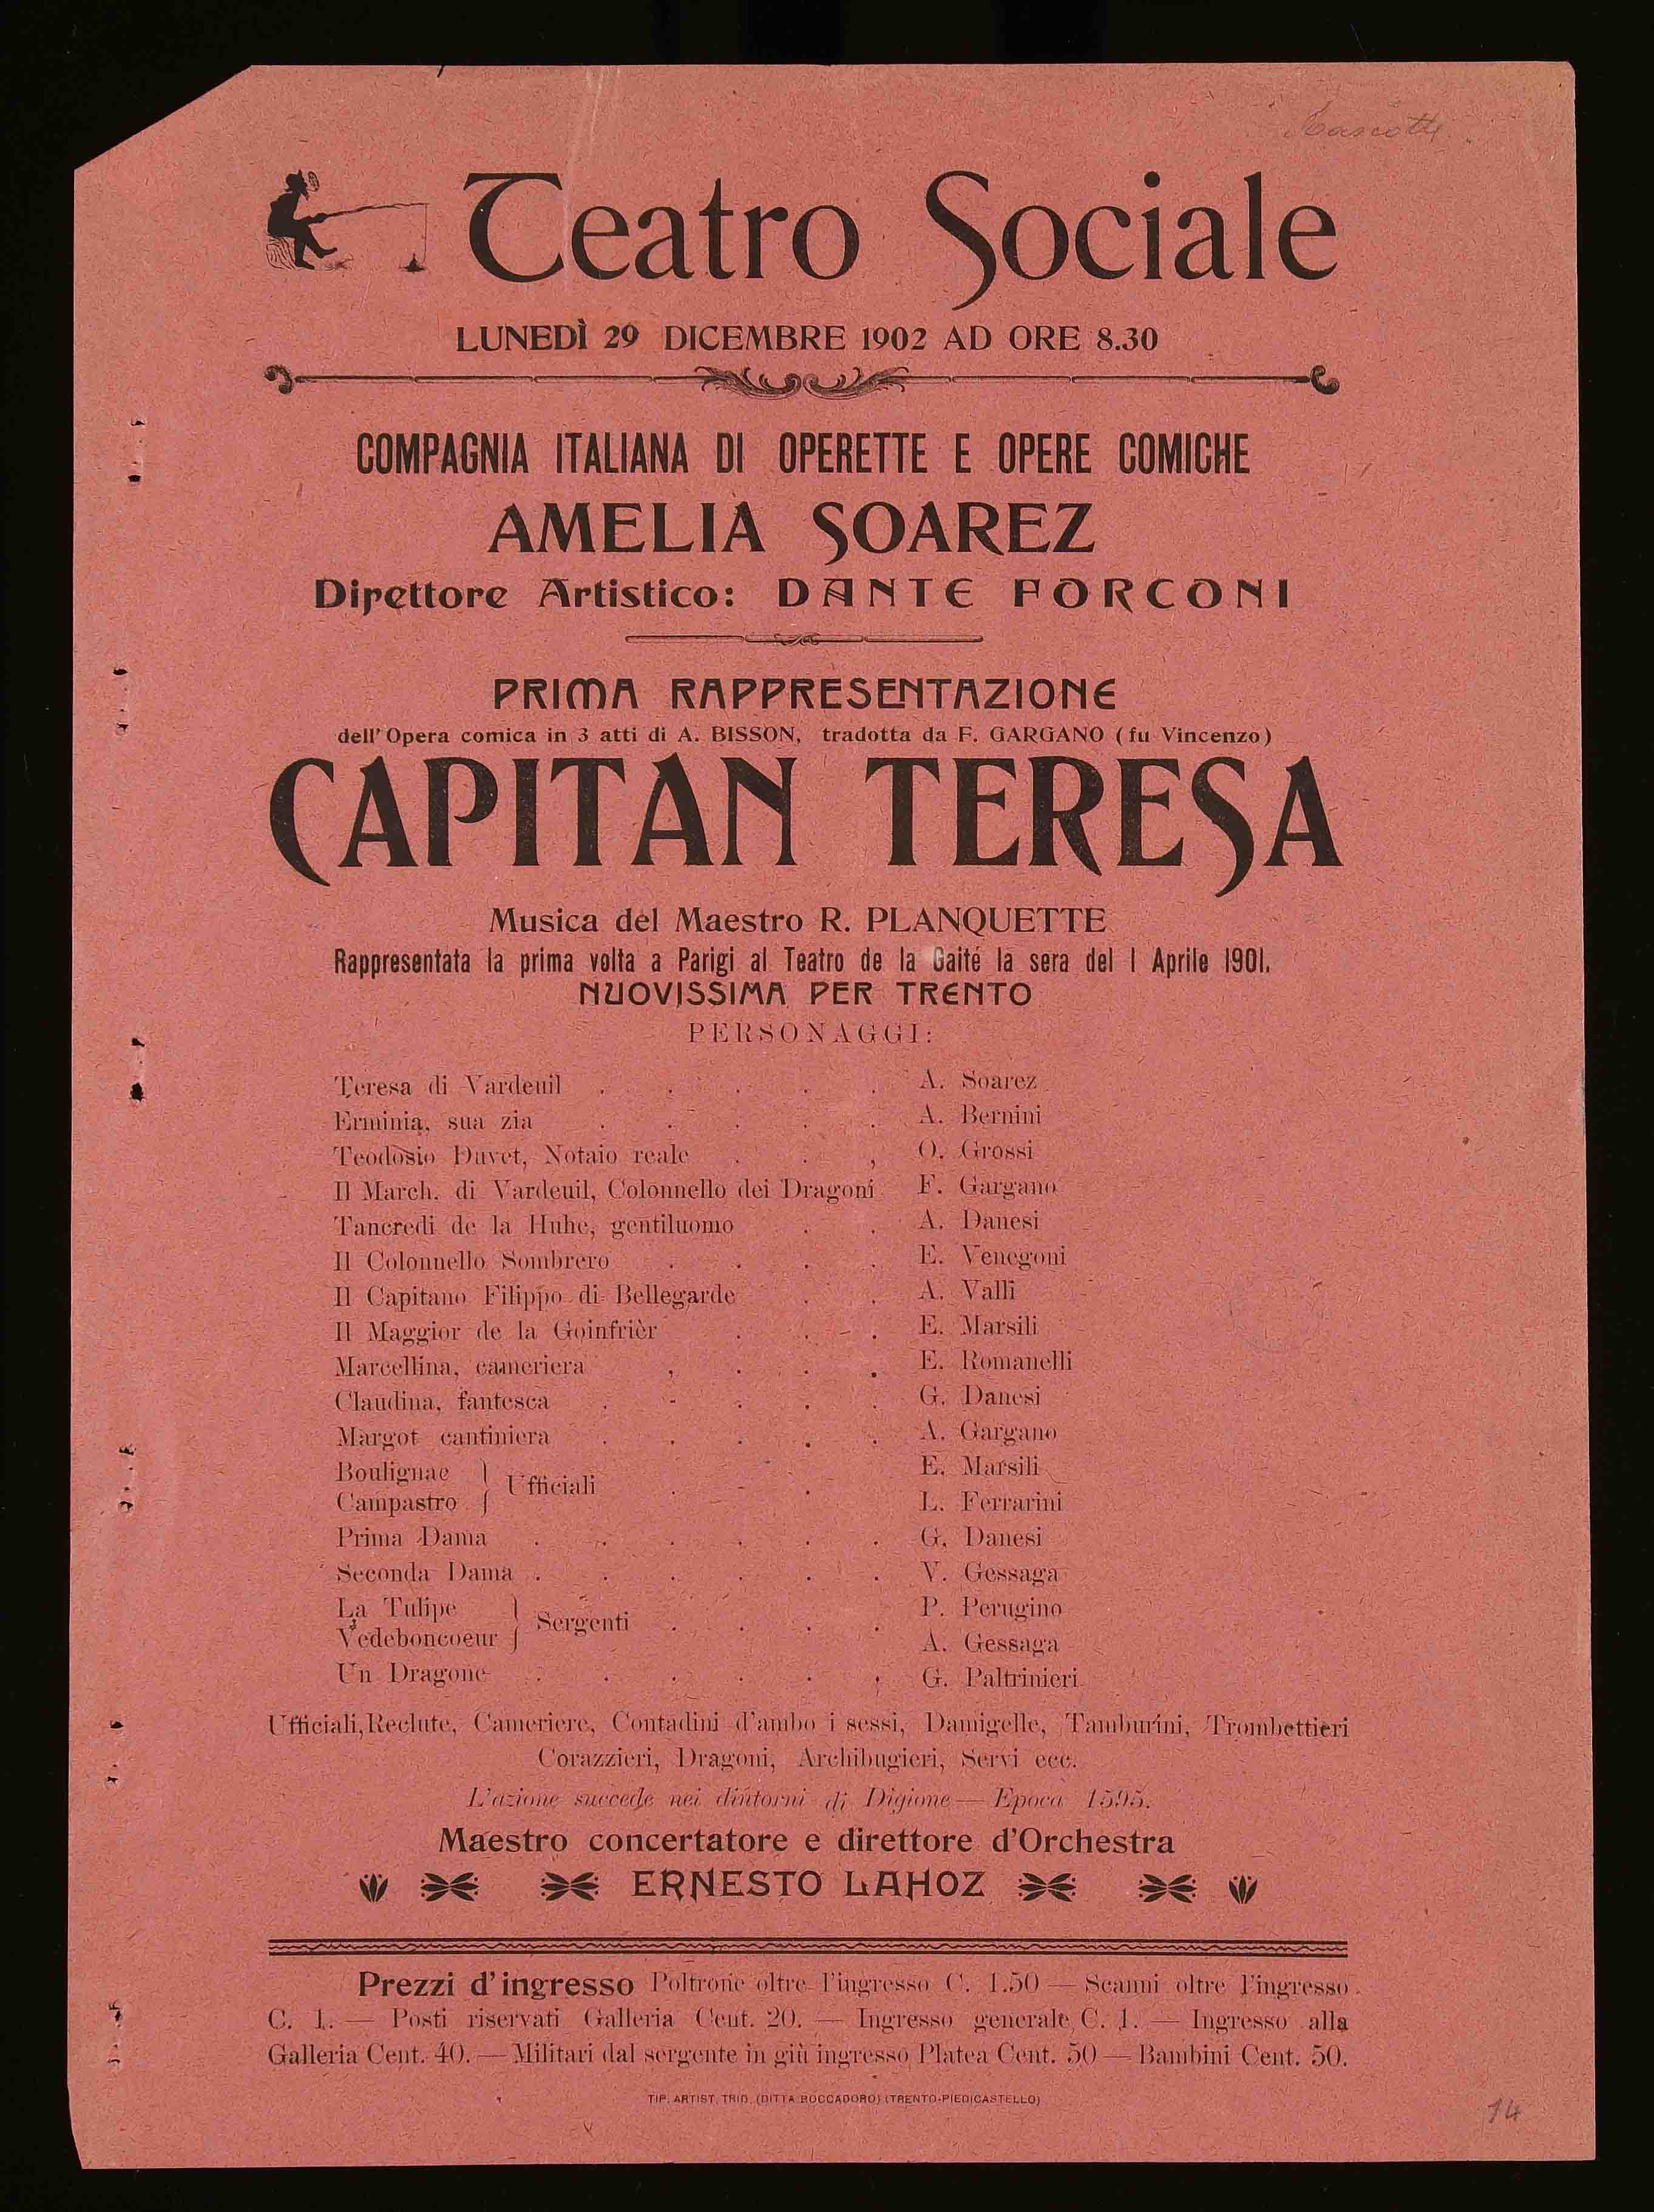 Mascotte
Teatro Sociale
LUNEDÌ 29 DICEMBRE 1902 AD ORE 8.30
COMPAGNIA ITALIANA DI OPERETTE E OPERE COMICHE
AMELIA SOAREZ
Direttore Artistico: DANTE FORCONI
PRIMA RAPPRESENTAZIONE
dell'Opera comica in 3 atti di A. BISSON, tradotta da F. GARGANO (fu Vincenzo)
CAPITAN TERESA
Musica del Maestro R. PLANQUETTE
Rappresentata la prima volta a Parigi al Teatro de la Gaité la sera del 1 Aprile 1901.
NUOVISSIMA PER TRENTO
PERSONAGGI:
Teresa di Vardeuil . . . . . A. Soarez
Erminia, sua zia . . . . . A. Bernini
Teodosio Duvet, Notaio reale . . , O. Grossi
Il March. di Vardeuil, Colonnello dei Dragoni F. Gargano
Tancredi de la Huhe, gentiluomo . . A. Danesi
Il Colonnello Sombrero . . . . E. Venegoni
Il Capitano Filippo di Bellegarde . . A. Valli
Il Maggior de la Goinfrièr . . . E. Marsili
Marcellina, cameriera , . . . E. Romanelli
Claudina, fantesca . . . . . G. Danesi
Margot cantiniera . . . . . A. Gargano
Boulignac } Ufficiali . . . E. Marsili
Campastro } L. Ferrarini
Prima Dama . . . . . . G. Danesi
Seconda Dama . . . . . . V. Gessaga
La Tulipe } Sergenti . . . . P. Perugino
Vedeboncoeur } A. Gessaga
Un Dragone . . . . . , G. Paltrinieri
Ufficiali, Reclute, Cameriere, Contadini d'ambo i sessi, Damigelle, Tamburini, Trombettieri
Corazzieri, Dragoni, Archibugieri, Servi ecc.
L'azione succede nei dintorni di Digione — Epoca 1595.
Maestro concertatore e direttore d'Orchestra
ERNESTO LAHOZ
Prezzi d'ingresso Poltrone oltre l'ingresso C. 1.50 — Scanni oltre l'ingresso
C. 1. — Posti riservati Galleria Cent. 20. — Ingresso generale C. 1. — Ingresso alla
Galleria Cent. 40. — Militari dal sergente in giù ingresso Platea Cent. 50 — Bambini Cent. 50.
TIP. ARTIST. TRID. (DITTA BOCCADORO) (TRENTO-PIEDICASTELLO)
14